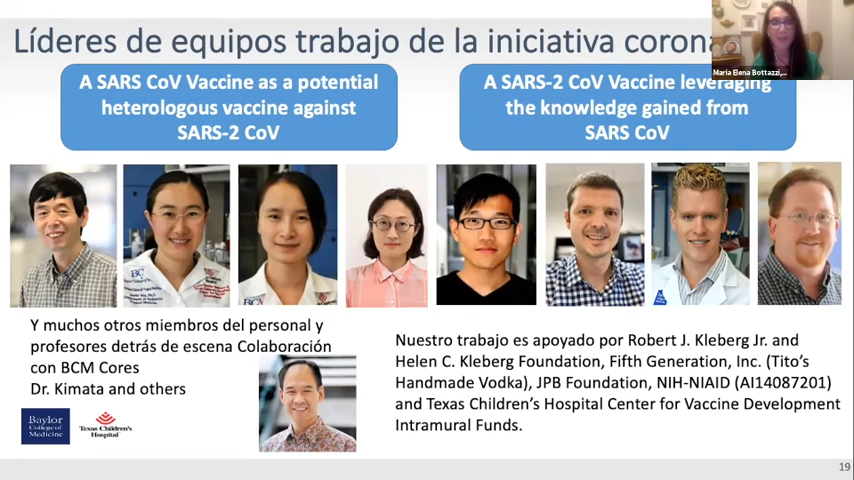 Líderes de equipos trabajo de la iniciativa corona
Maria Elena Bottazzi,...
A SARS CoV Vaccine as a potential
heterologous vaccine against
SARS-2 CoV
A SARS-2 CoV Vaccine leveraging
the knowledge gained from
SARS CoV
Y muchos otros miembros del personal y
profesores detrás de escena Colaboración
con BCM Cores
Dr. Kimata and others
Nuestro trabajo es apoyado por Robert J. Kleberg Jr. and
Helen C. Kleberg Foundation, Fifth Generation, Inc. (Tito's
Handmade Vodka), JPB Foundation, NIH-NIAID (AI14087201)
and Texas Children's Hospital Center for Vaccine Development
Intramural Funds.
Baylor
College of
Medicine
Texas Children's
Hospital
19